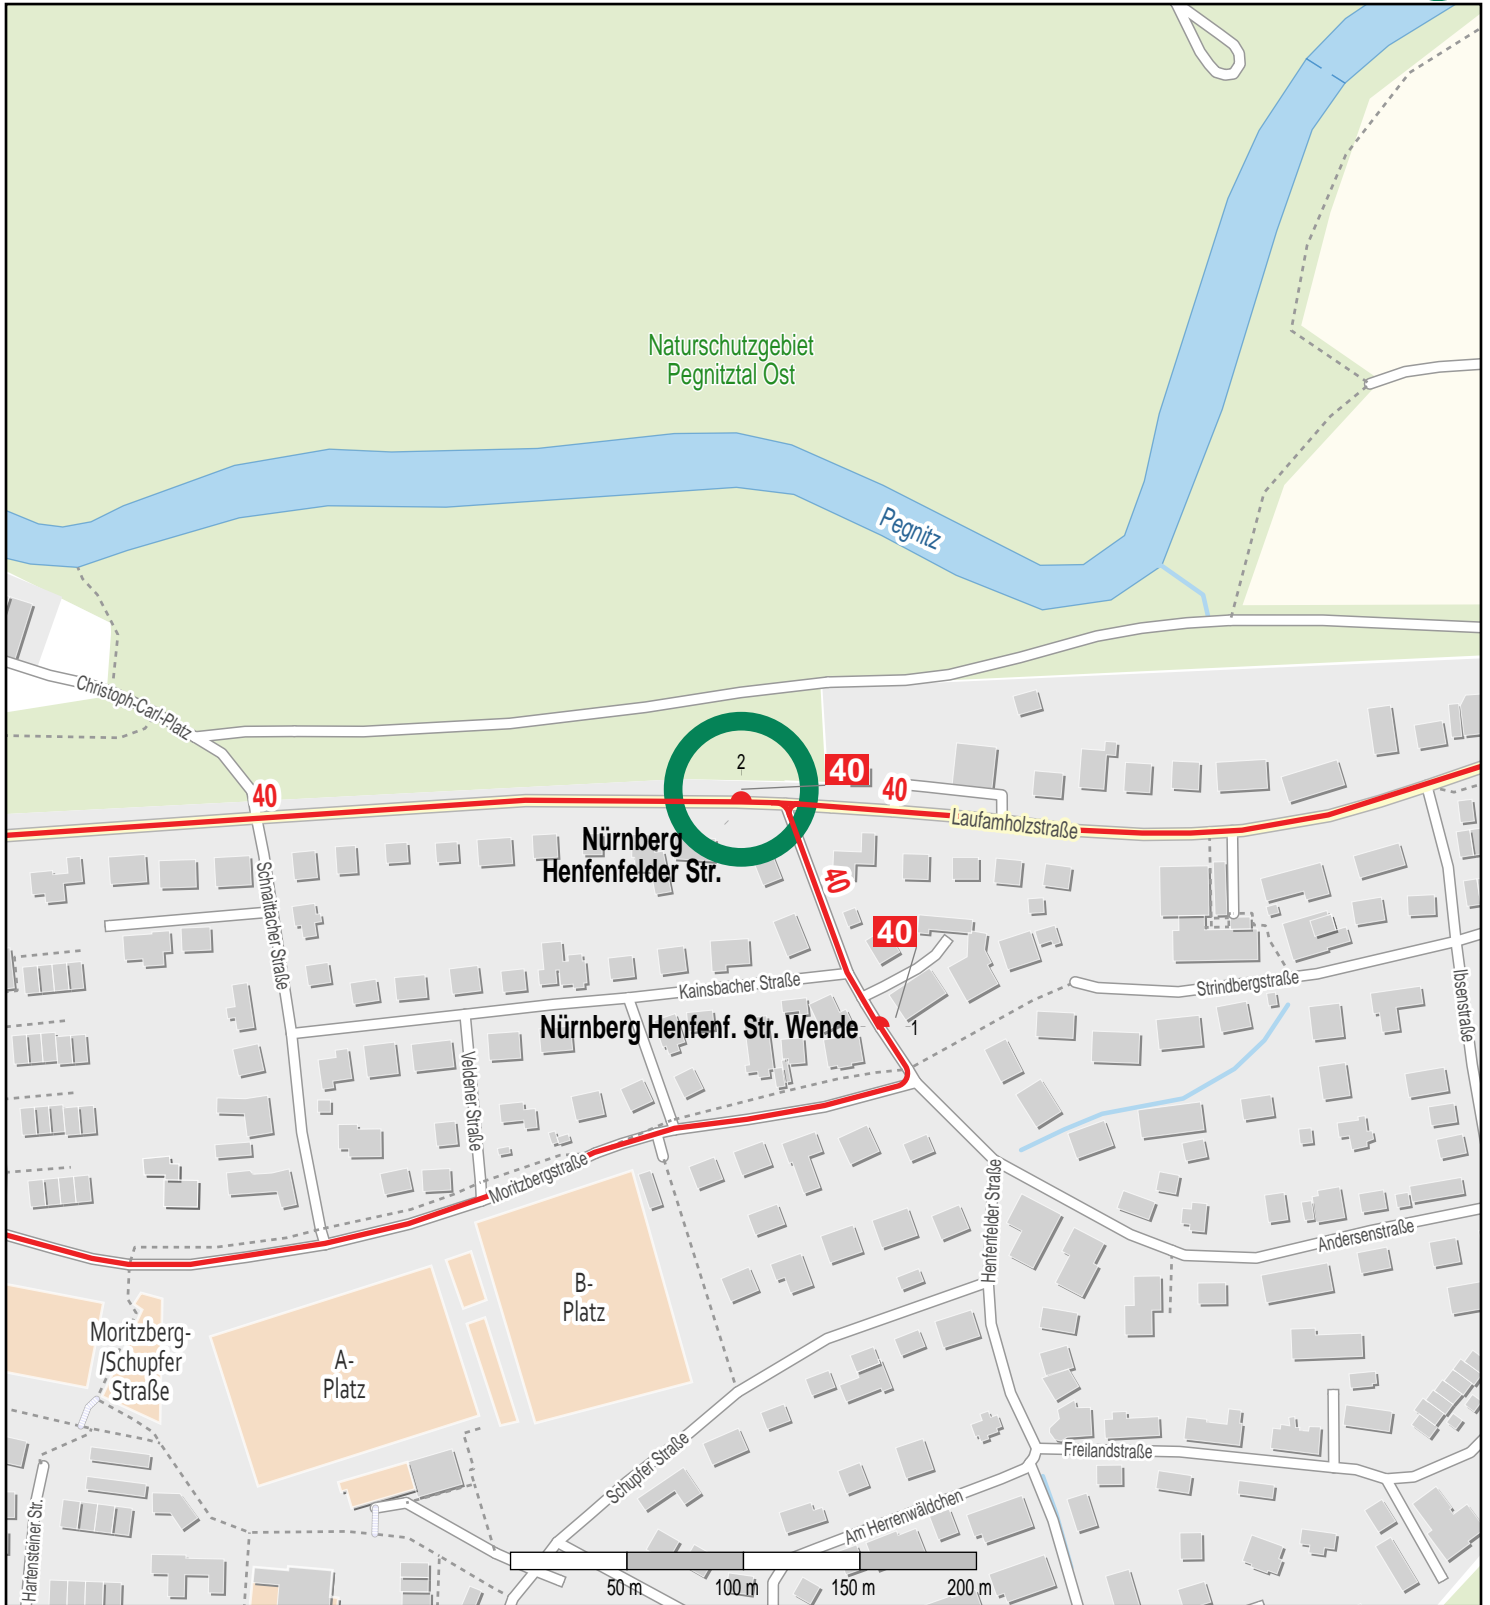 Naturschutzgebiet
Pegnitztal Ost
Pegnitz
Christoph-Carl-Platz
2
40
40
40
Laufamholzstraße
Nürnberg
Henfenfelder Str.
40
Schnaittacher Straße
40
Kainsbacher Straße
Strindbergstraße
Ibsenstraße
Nürnberg Henfenf. Str. Wende
1
Veldener Straße
Moritzbergstraße
Henfenfelder Straße
Andersenstraße
B-
Platz
Moritzberg-
/Schupfer
Straße
A-
Platz
Schupfer Straße
Freilandstraße
Am Herrenwäldchen
Hartensteiner Str.
50 m
100 m
150 m
200 m